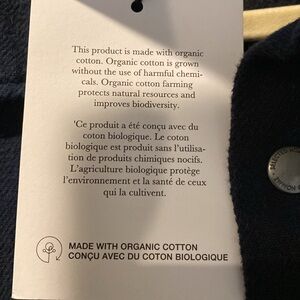 This product is made with organic
cotton. Organic cotton is grown
without the use of harmful chemi-
cals. Organic cotton farming
protects natural resources and
improves biodiversity.
'Ce produit a été conçu avec du
coton biologique. Le coton
biologique est produit sans l'utilisa-
tion de produits chimiques nocifs.
L'agriculture biologique protège
l'environnement et la santé de ceux
qui la cultivent.
MADE WITH ORGANIC COTTON
CONÇU AVEC DU COTON BIOLOGIQUE
SELECTED